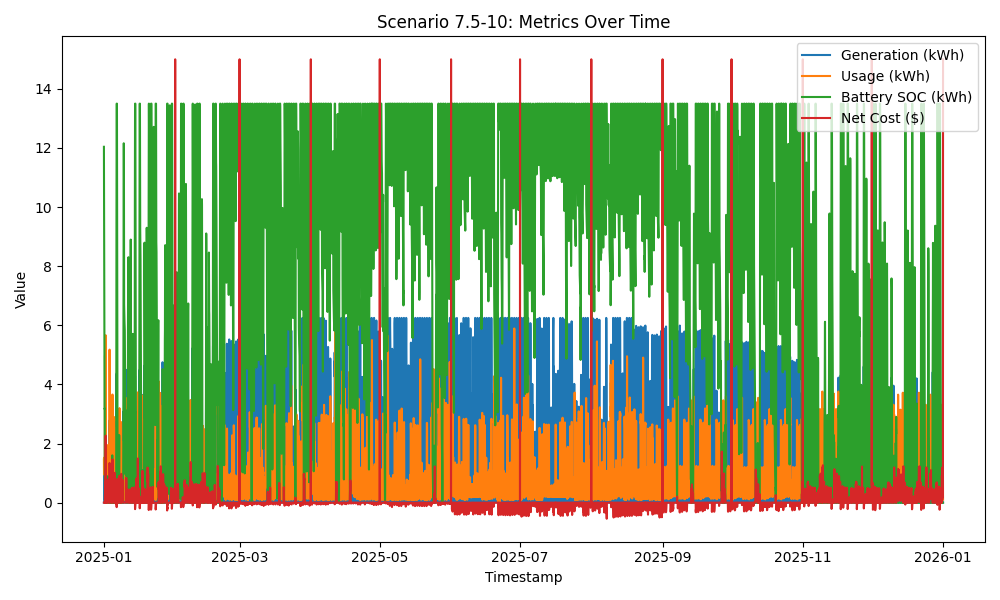 Scenario 7.5-10: Metrics Over Time
Generation (kWh)
Usage (kWh)
Battery SOC (kWh)
Net Cost ($)
Value
14
12
10
8
6
4
2
0
2025-01
2025-03
2025-05
2025-07
2025-09
2025-11
2026-01
Timestamp